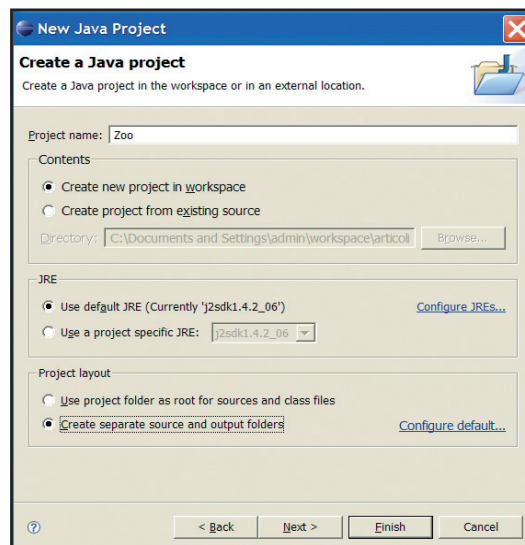 New Java Project
Create a Java project
Create a Java project in the workspace or in an external location.
Project name: Zoo
Contents
Create new project in workspace
Create project from existing source
Directory: C:\Documents and Settings\admin\workspace\articoli Browse...
JRE
Use default JRE (Currently 'j2sdk1.4.2_06') Configure JREs...
Use a project specific JRE: j2sdk1.4.2_06
Project layout
Use project folder as root for sources and class files
Create separate source and output folders Configure default...
? < Back Next > Finish Cancel